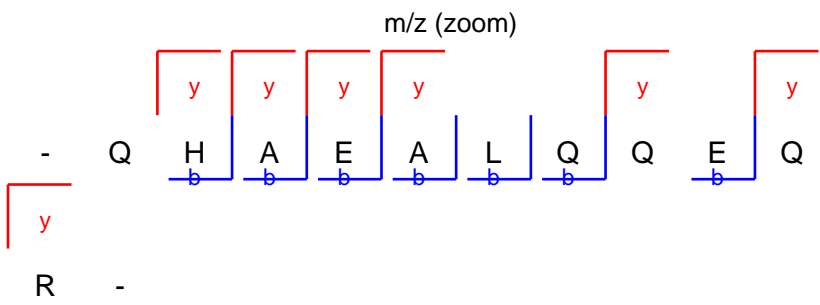 m/z (zoom)
y y y y y y
- Q H A E A L Q Q E Q
b b b b b b b
y
R -